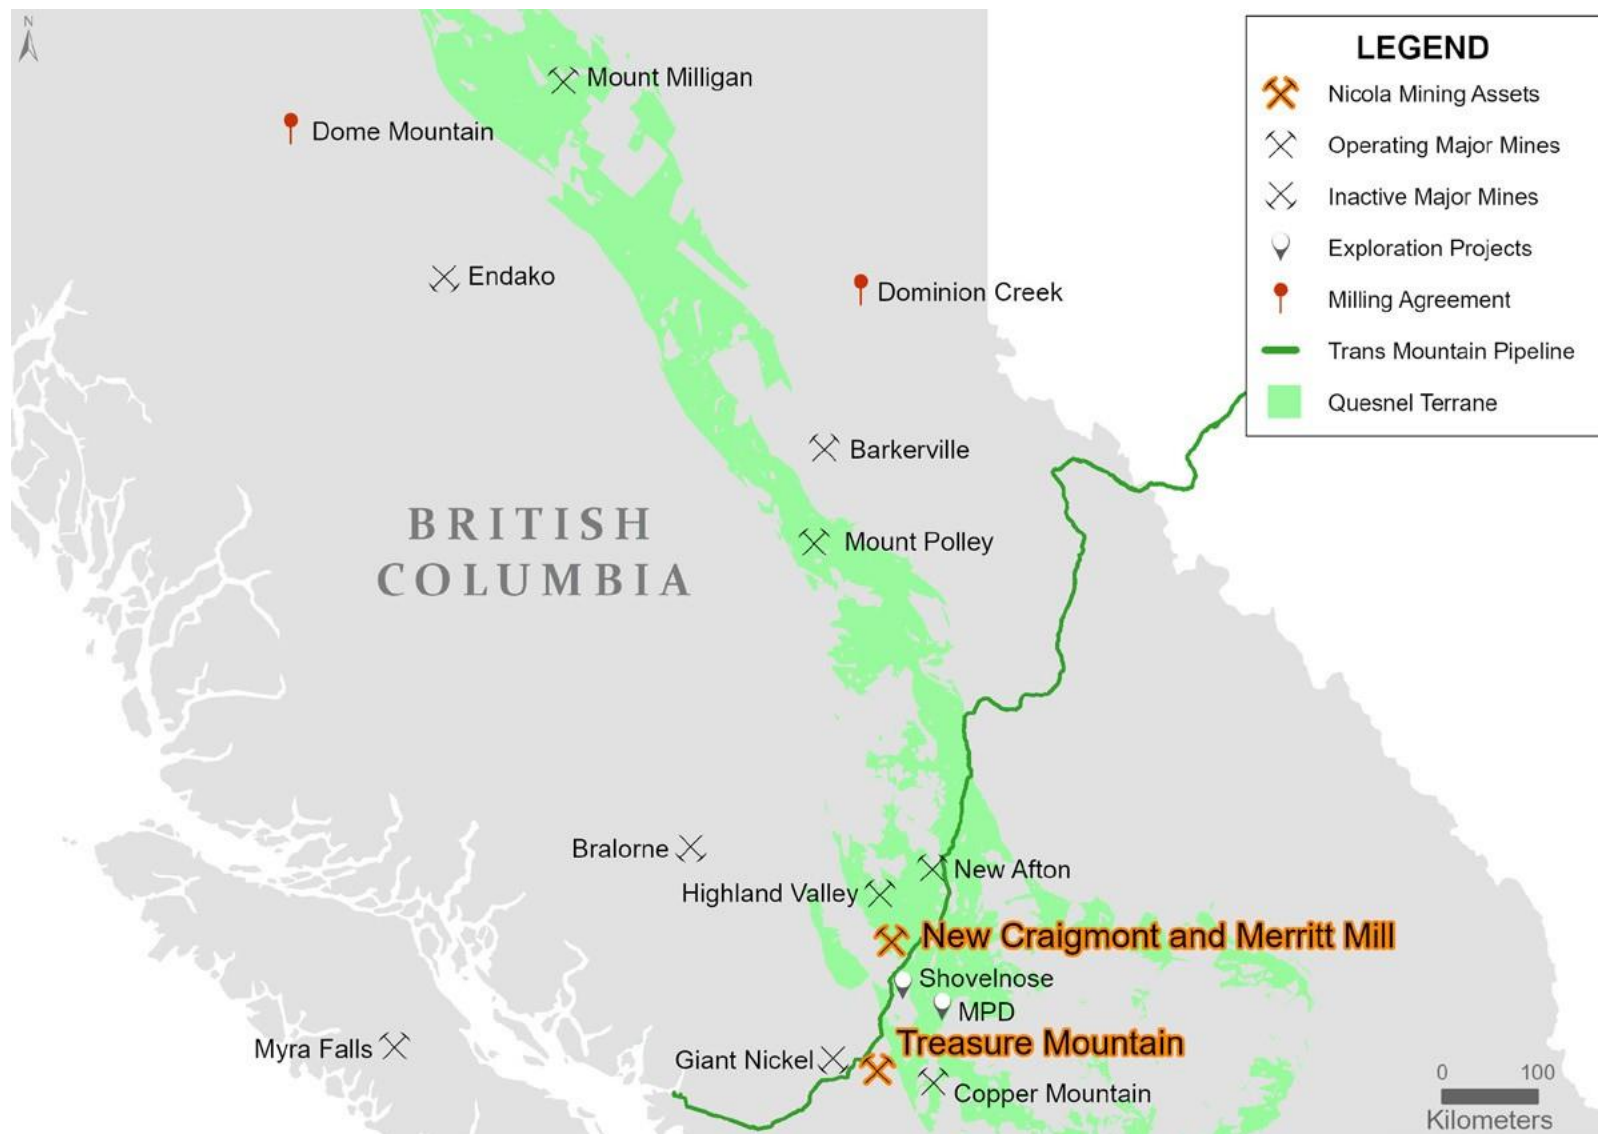 N
Mount Milligan
Dome Mountain
Endako
Dominion Creek
Barkerville
BRITISH
COLUMBIA
Mount Polley
Bralorne
New Afton
Highland Valley
New Craigmont and Merritt Mill
Shovelnose
MPD
Treasure Mountain
Myra Falls
Giant Nickel
Copper Mountain
LEGEND
Nicola Mining Assets
Operating Major Mines
Inactive Major Mines
Exploration Projects
Milling Agreement
Trans Mountain Pipeline
Quesnel Terrane
0 100
Kilometers